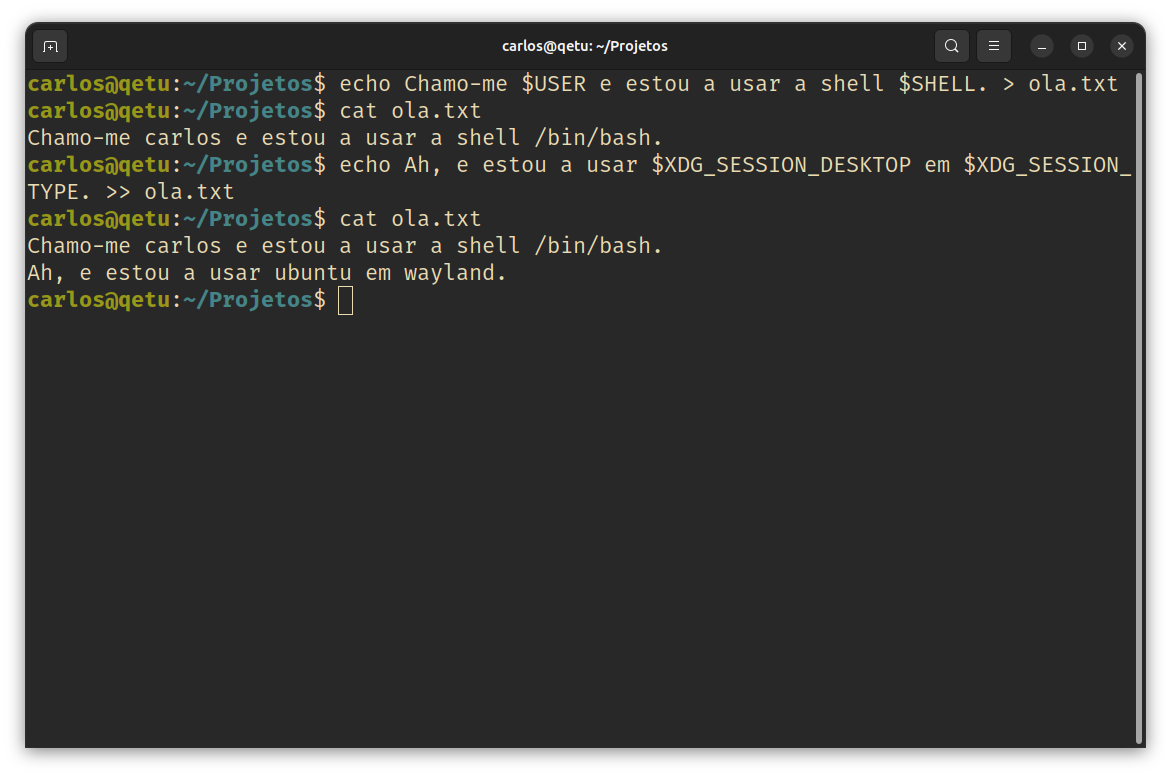 carlos@qetu: ~/Projetos
carlos@qetu:~/Projetos$ echo Chamo-me $USER e estou a usar a shell $SHELL. > ola.txt
carlos@qetu:~/Projetos$ cat ola.txt
Chamo-me carlos e estou a usar a shell /bin/bash.
carlos@qetu:~/Projetos$ echo Ah, e estou a usar $XDG_SESSION_DESKTOP em $XDG_SESSION_
TYPE. >> ola.txt
carlos@qetu:~/Projetos$ cat ola.txt
Chamo-me carlos e estou a usar a shell /bin/bash.
Ah, e estou a usar ubuntu em wayland.
carlos@qetu:~/Projetos$